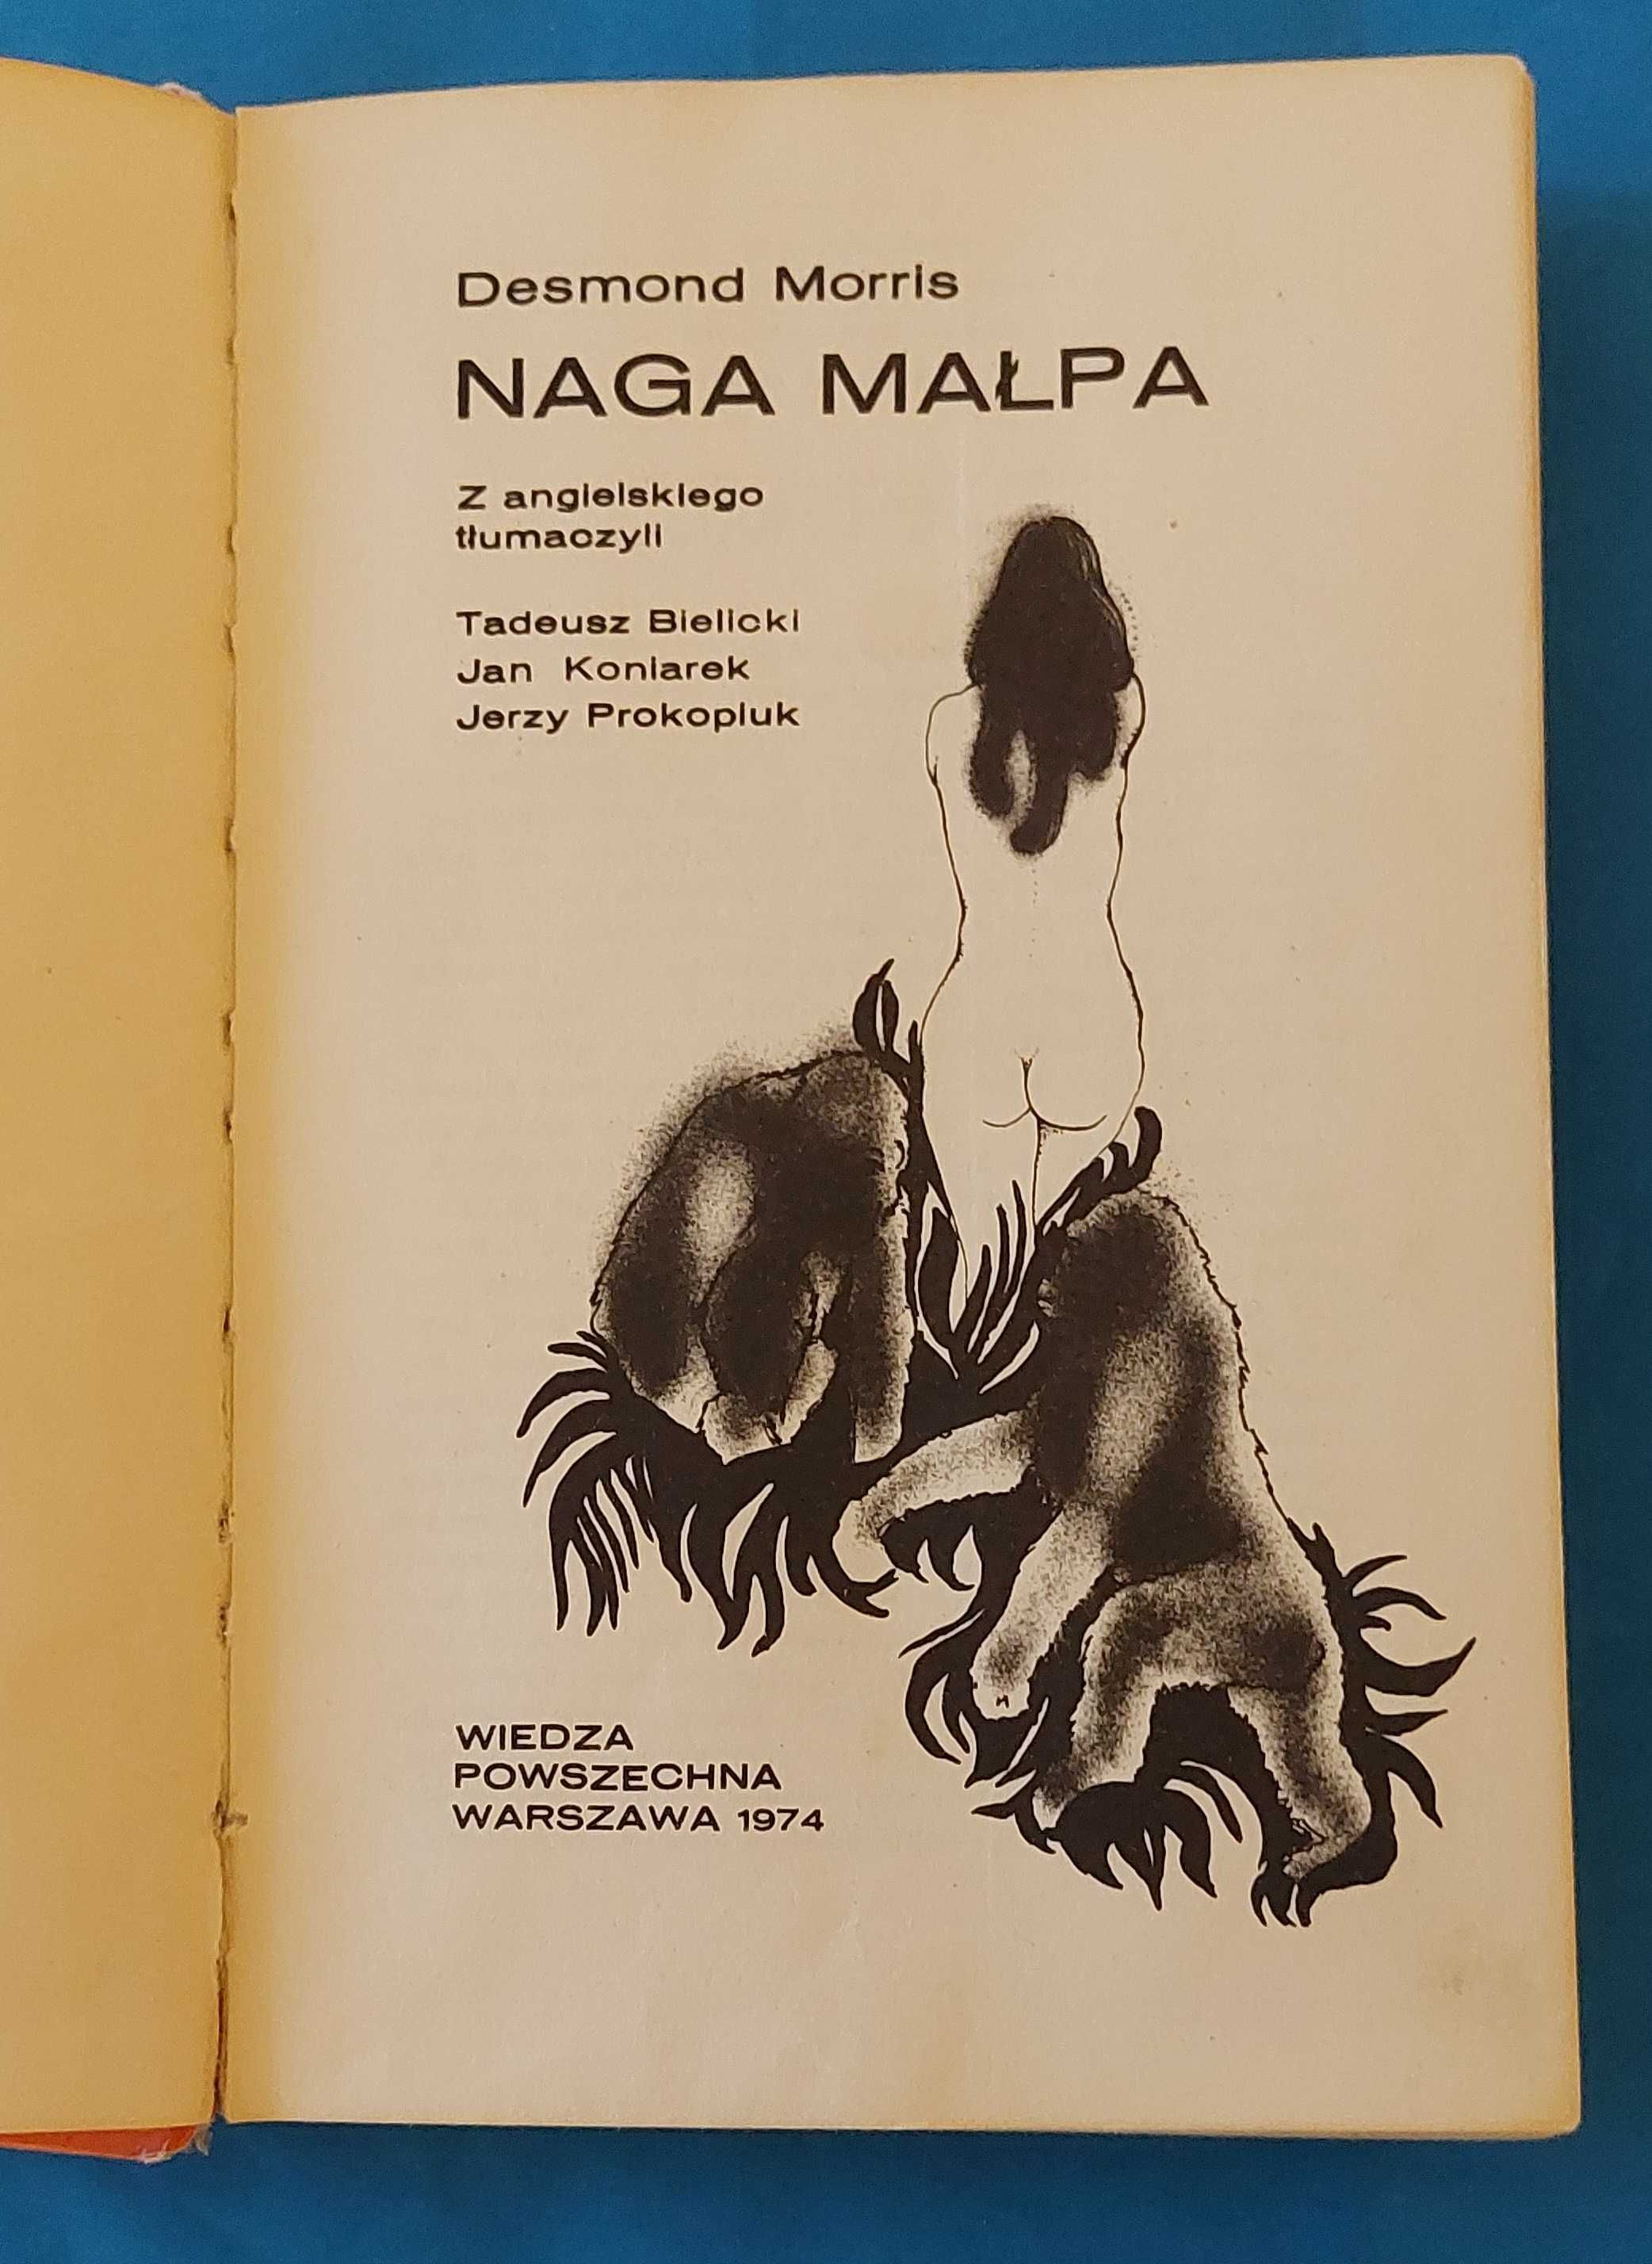 Desmond Morris
NAGA MAŁPA
Z angielskiego
tłumaczyli
Tadeusz Bielicki
Jan Koniarek
Jerzy Prokopiuk
WIEDZA
POWSZECHNA
WARSZAWA 1974